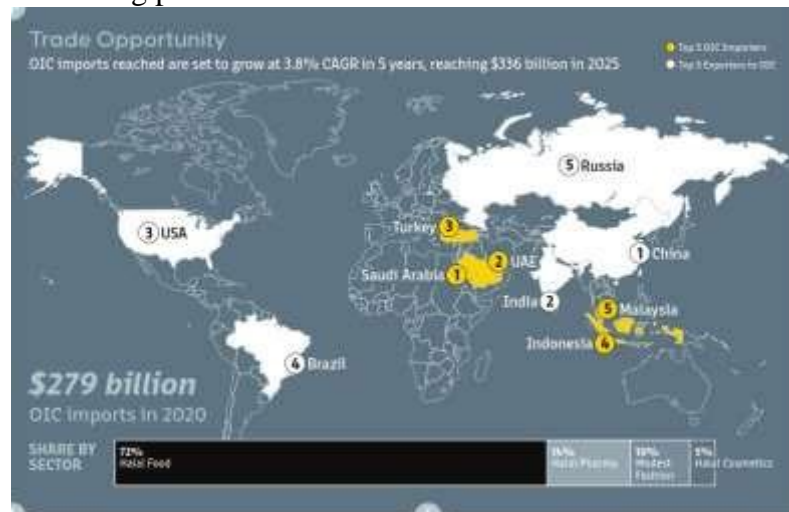 Trade Opportunity
OIC imports reached are set to grow at 3.8% CAGR in 5 years, reaching $336 billion in 2025
Top 5 OIC Importers
Top 5 Exporters to OIC
5 Russia
3 USA
Turkey 3
2 UAE
1 China
Saudi Arabia 1
India 2
5 Malaysia
Indonesia 4
4 Brazil
$279 billion
OIC imports in 2020
SHARE BY
SECTOR
Halal Food
Halal Pharma
Modest
Fashion
Halal Cosmetics